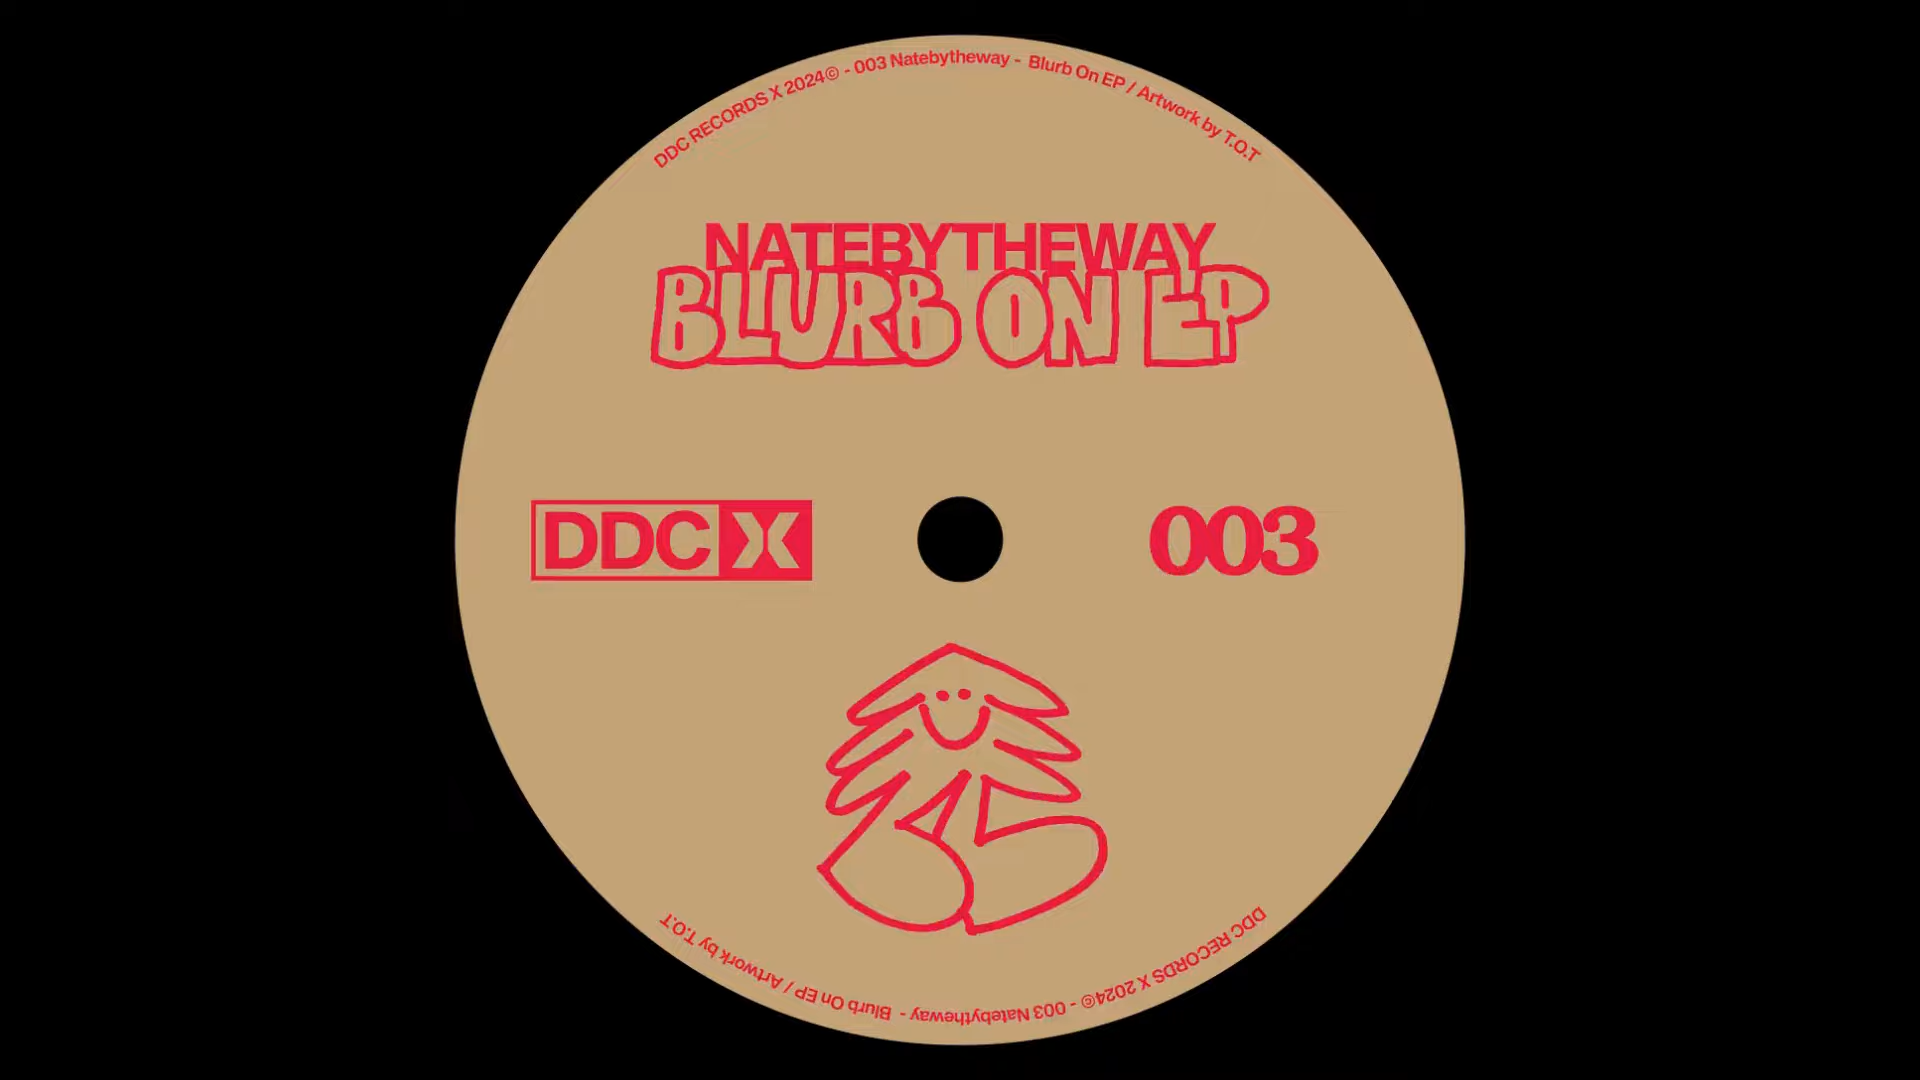 DDC RECORDS X 2024© - 003 Natebytheway - Blurb On EP / Artwork by T.O.T
NATEBYTHEWAY
BLURB ON EP
DDC X
003
DDC RECORDS X 2024© - 003 Natebytheway - Blurb On EP / Artwork by T.O.T